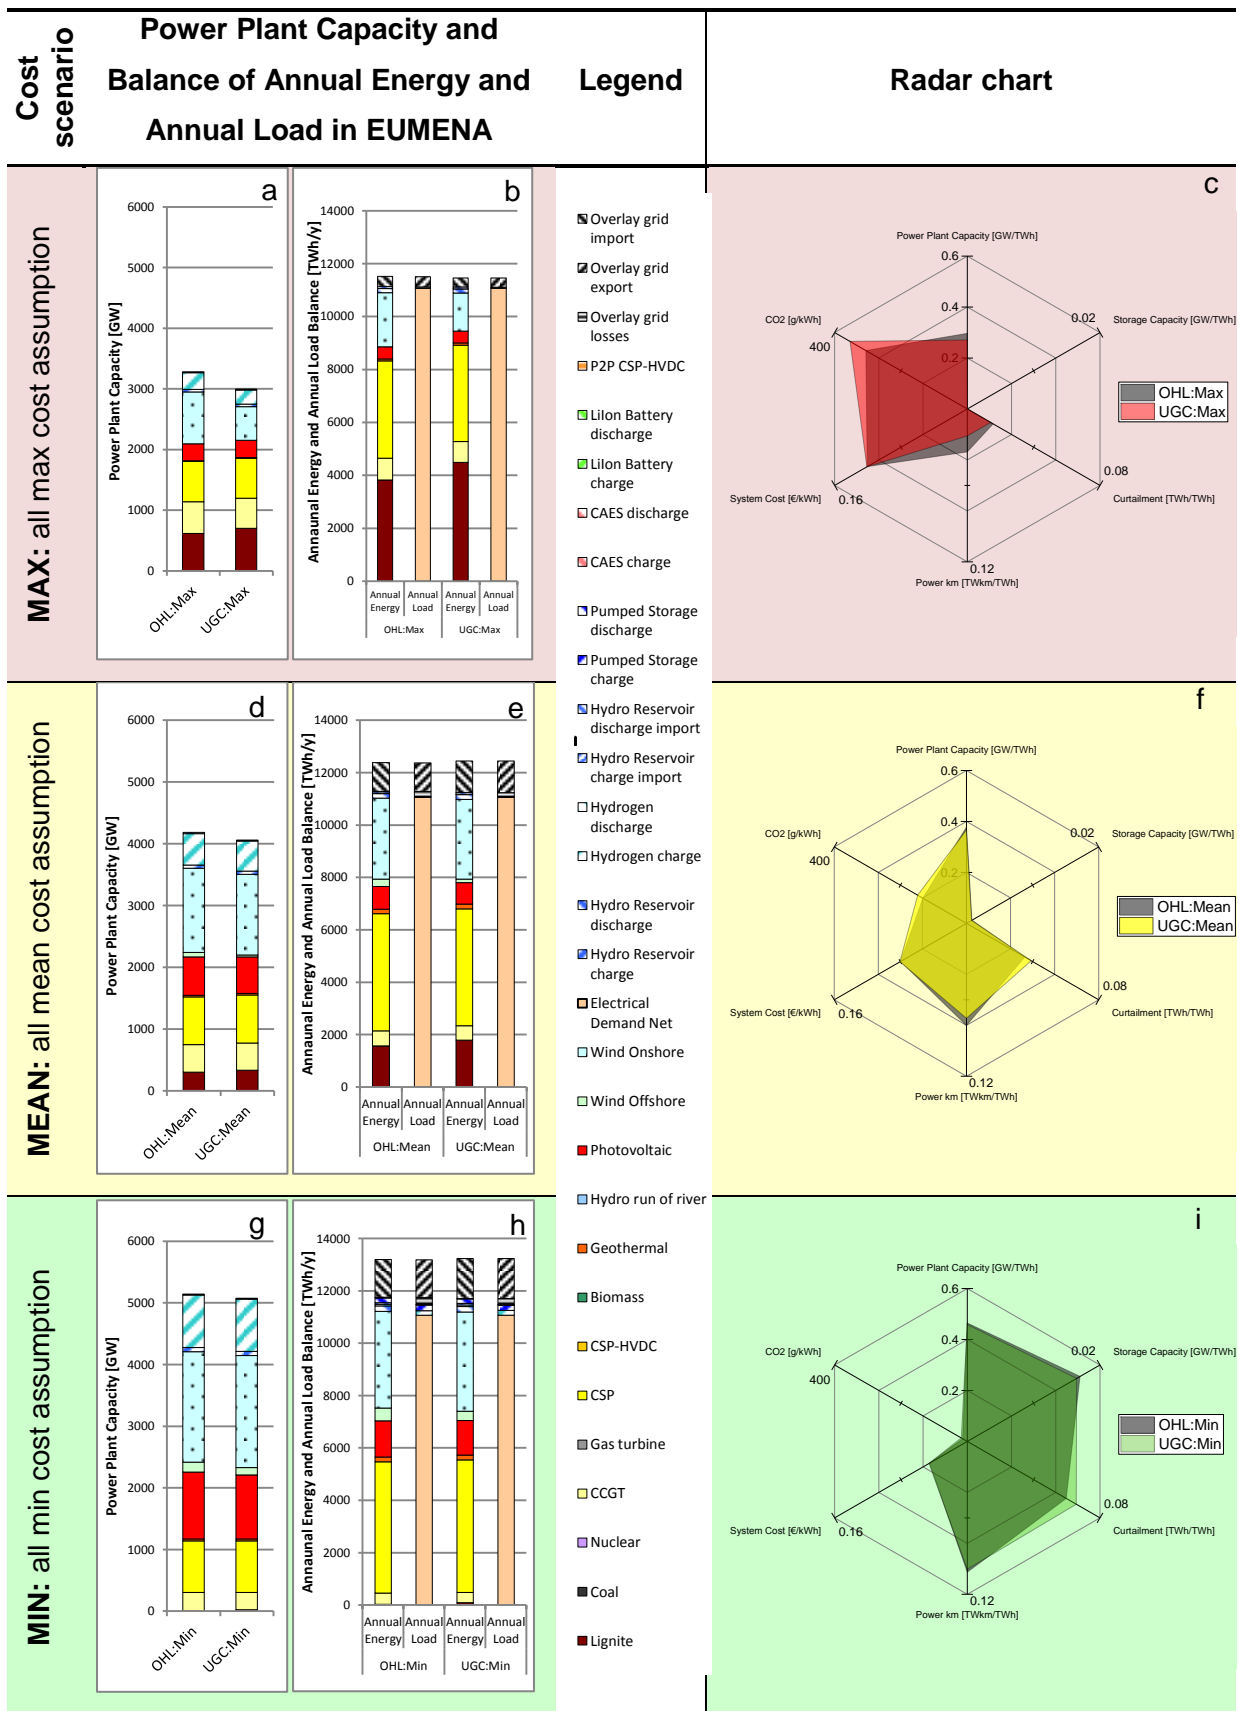 Cost
scenario
Power Plant Capacity and
Balance of Annual Energy and
Annual Load in EUMENA
Legend
Radar chart
MAX: all max cost assumption
a
Power Plant Capacity [GW]
6000
5000
4000
3000
2000
1000
0
OHL:Max
UGC:Max
b
Annaunal Energy and Annual Load Balance [TWh/y]
14000
12000
10000
8000
6000
4000
2000
0
Annual Energy
Annual Load
Annual Energy
Annual Load
OHL:Max
UGC:Max
c
Power Plant Capacity [GW/TWh]
0.6
0.4
0.2
CO2 [g/kWh]
400
0.02
Storage Capacity [GW/TWh]
System Cost [€/kWh]
0.16
0.08
Curtailment [TWh/TWh]
0.12
Power km [TWkm/TWh]
OHL:Max
UGC:Max
MEAN: all mean cost assumption
d
Power Plant Capacity [GW]
6000
5000
4000
3000
2000
1000
0
OHL:Mean
UGC:Mean
e
Annaunal Energy and Annual Load Balance [TWh/y]
14000
12000
10000
8000
6000
4000
2000
0
Annual Energy
Annual Load
Annual Energy
Annual Load
OHL:Mean
UGC:Mean
f
Power Plant Capacity [GW/TWh]
0.6
0.4
0.2
CO2 [g/kWh]
400
0.02
Storage Capacity [GW/TWh]
System Cost [€/kWh]
0.16
0.08
Curtailment [TWh/TWh]
0.12
Power km [TWkm/TWh]
OHL:Mean
UGC:Mean
MIN: all min cost assumption
g
Power Plant Capacity [GW]
6000
5000
4000
3000
2000
1000
0
OHL:Min
UGC:Min
h
Annaunal Energy and Annual Load Balance [TWh/y]
14000
12000
10000
8000
6000
4000
2000
0
Annual Energy
Annual Load
Annual Energy
Annual Load
OHL:Min
UGC:Min
i
Power Plant Capacity [GW/TWh]
0.6
0.4
0.2
CO2 [g/kWh]
400
0.02
Storage Capacity [GW/TWh]
System Cost [€/kWh]
0.16
0.08
Curtailment [TWh/TWh]
0.12
Power km [TWkm/TWh]
OHL:Min
UGC:Min
Overlay grid
import
Overlay grid
export
Overlay grid
losses
P2P CSP-HVDC
LiIon Battery
discharge
LiIon Battery
charge
CAES discharge
CAES charge
Pumped Storage
discharge
Pumped Storage
charge
Hydro Reservoir
discharge import
Hydro Reservoir
charge import
Hydrogen
discharge
Hydrogen charge
Hydro Reservoir
discharge
Hydro Reservoir
charge
Electrical
Demand Net
Wind Onshore
Wind Offshore
Photovoltaic
Hydro run of river
Geothermal
Biomass
CSP-HVDC
CSP
Gas turbine
CCGT
Nuclear
Coal
Lignite